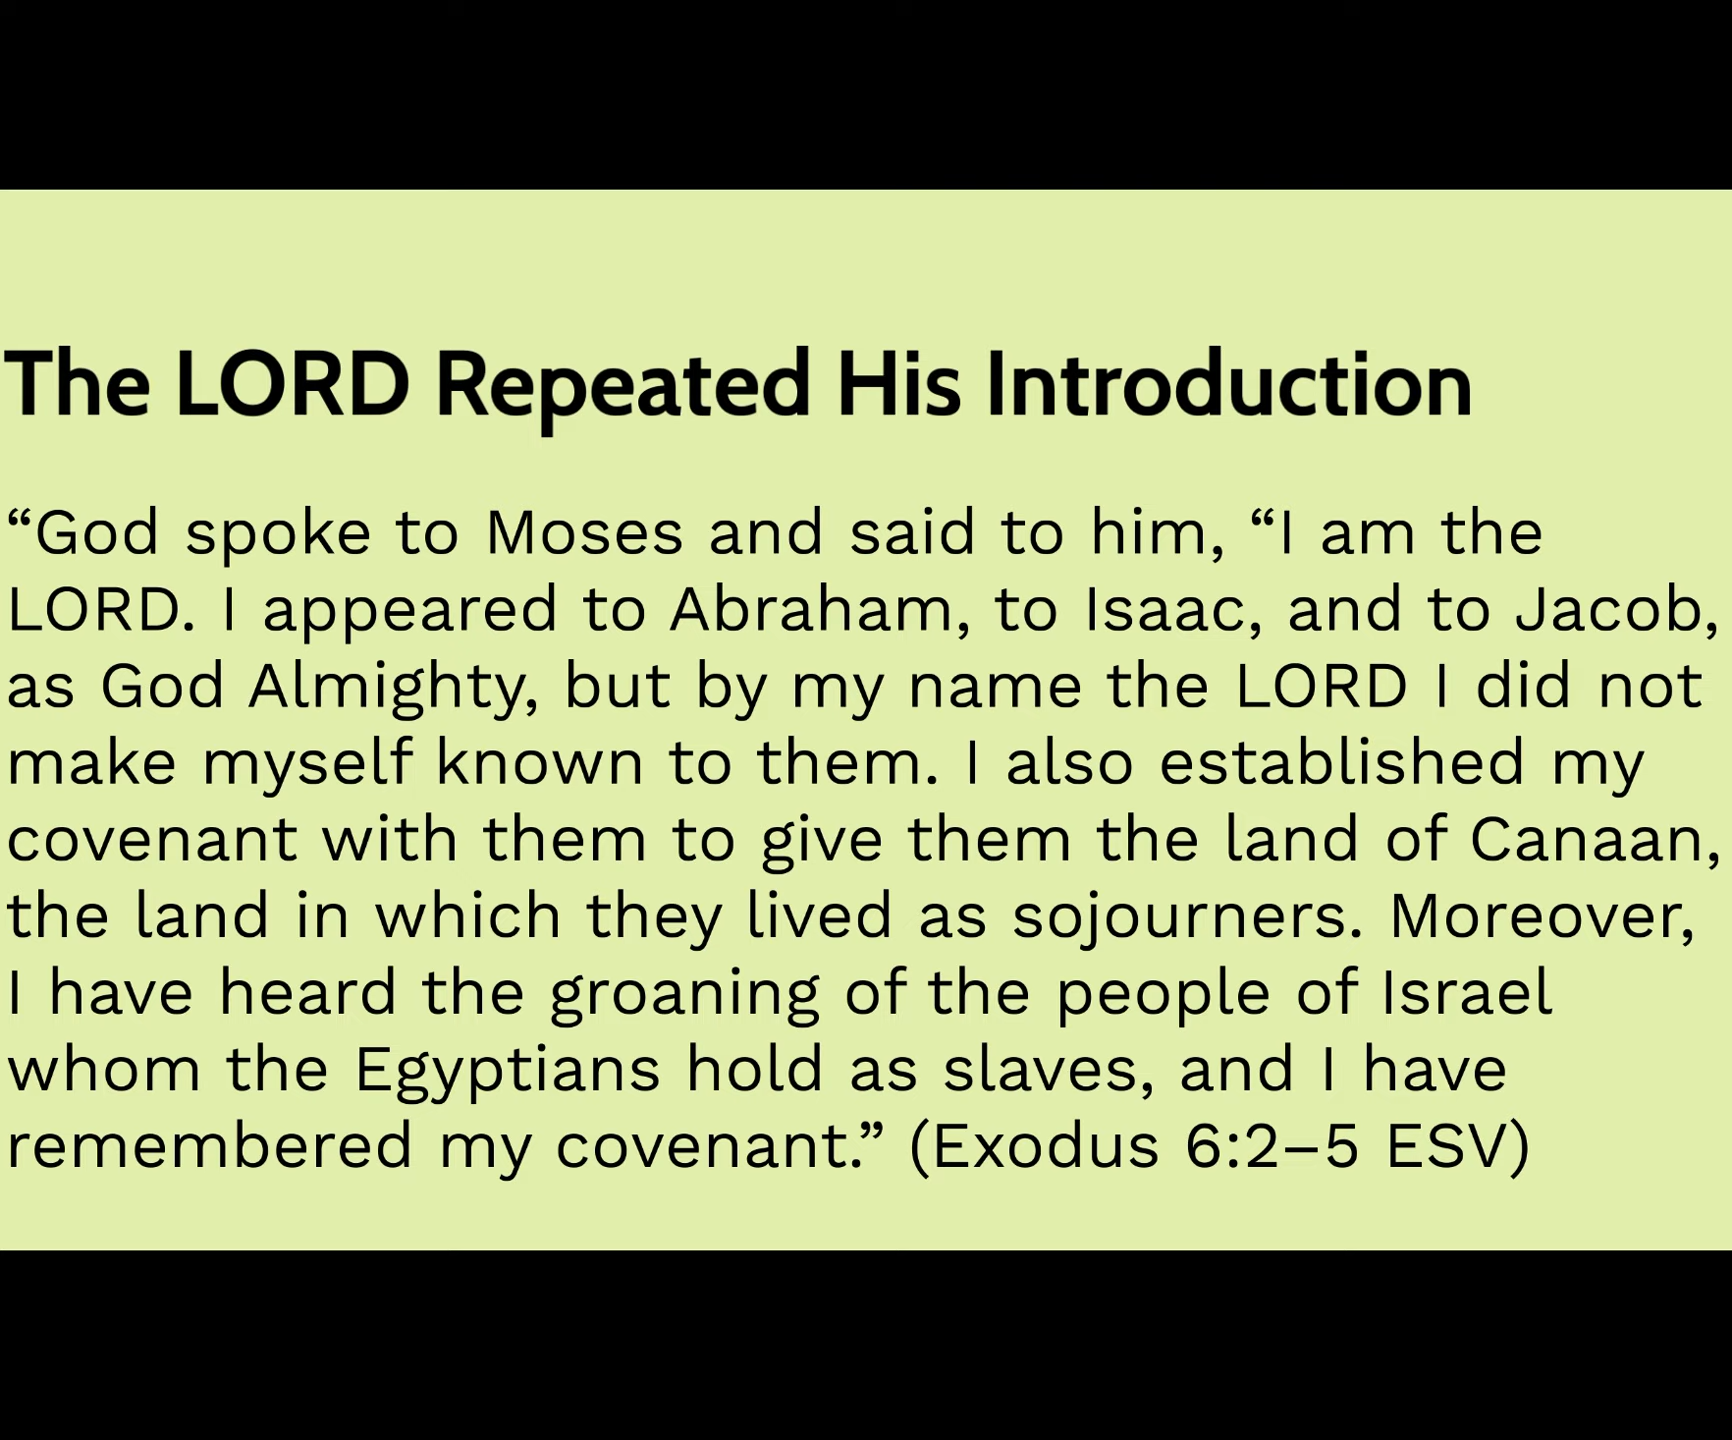 The LORD Repeated His Introduction
“God spoke to Moses and said to him, “I am the
LORD. I appeared to Abraham, to Isaac, and to Jacob,
as God Almighty, but by my name the LORD I did not
make myself known to them. I also established my
covenant with them to give them the land of Canaan,
the land in which they lived as sojourners. Moreover,
I have heard the groaning of the people of Israel
whom the Egyptians hold as slaves, and I have
remembered my covenant.” (Exodus 6:2–5 ESV)